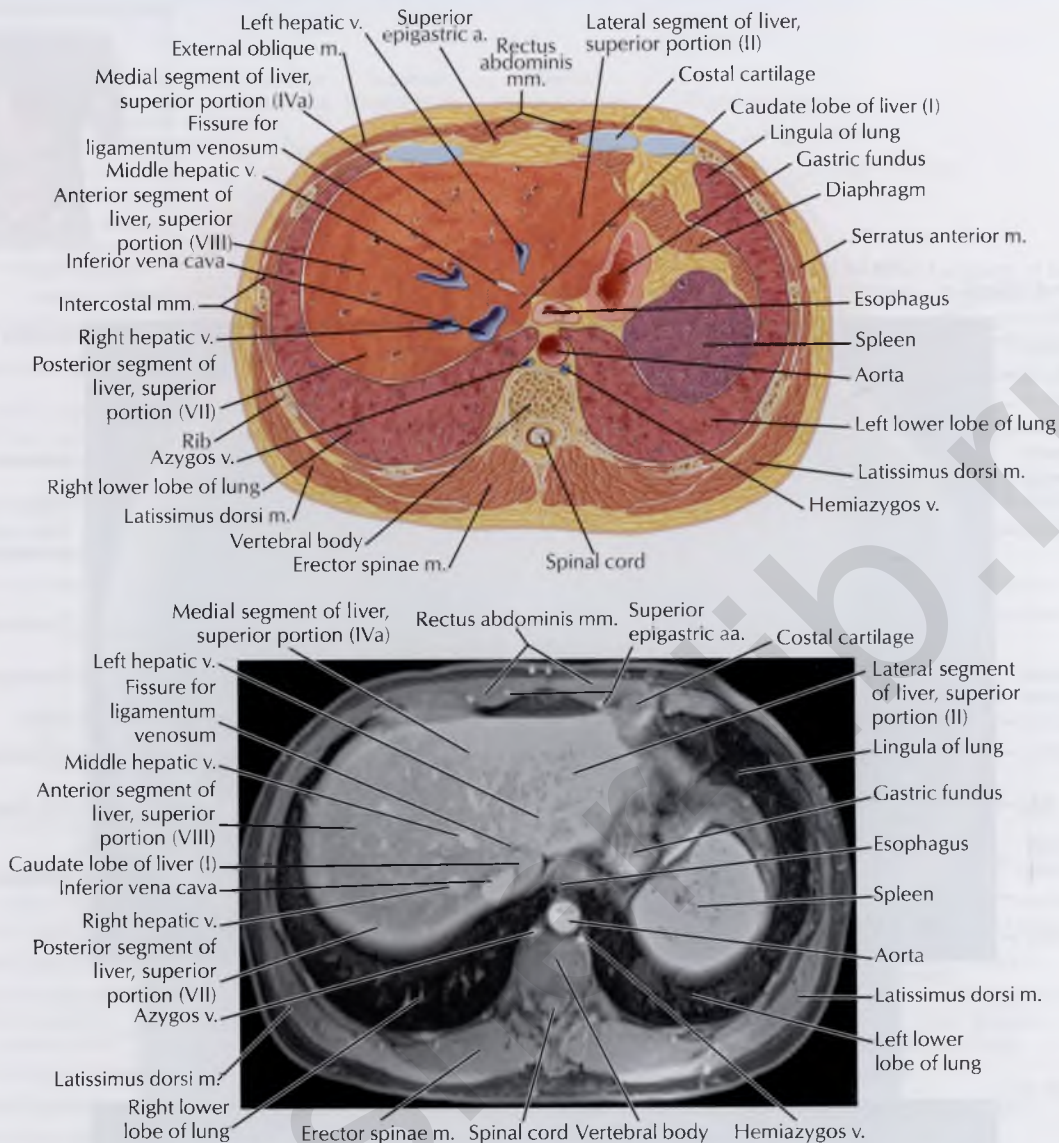 Left hepatic v.
Superior
epigastric a.
Lateral segment of liver,
superior portion (II)
External oblique m.
Rectus
abdominis
mm.
Medial segment of liver,
superior portion (IVa)
Costal cartilage
Fissure for
ligamentum venosum
Caudate lobe of liver (I)
Middle hepatic v.
Lingula of lung
Anterior segment of
liver, superior
portion (VIII)
Gastric fundus
Diaphragm
Inferior vena cava
Serratus anterior m.
Intercostal mm.
Esophagus
Right hepatic v.
Spleen
Posterior segment of
liver, superior
portion (VII)
Aorta
Rib
Left lower lobe of lung
Azygos v.
Right lower lobe of lung
Latissimus dorsi m.
Latissimus dorsi m.
Hemiazygos v.
Vertebral body
Erector spinae m.
Spinal cord
Medial segment of liver,
superior portion (IVa)
Rectus abdominis mm.
Superior
epigastric aa.
Costal cartilage
Left hepatic v.
Lateral segment
of liver, superior
portion (II)
Fissure for
ligamentum
venosum
Lingula of lung
Middle hepatic v.
Gastric fundus
Anterior segment of
liver, superior
portion (VIII)
Esophagus
Caudate lobe of liver (I)
Inferior vena cava
Spleen
Right hepatic v.
Posterior segment of
liver, superior
portion (VII)
Aorta
Azygos v.
Latissimus dorsi m.
Left lower
lobe of lung
Latissimus dorsi m.
Right lower
lobe of lung
Erector spinae m.
Spinal cord
Vertebral body
Hemiazygos v.